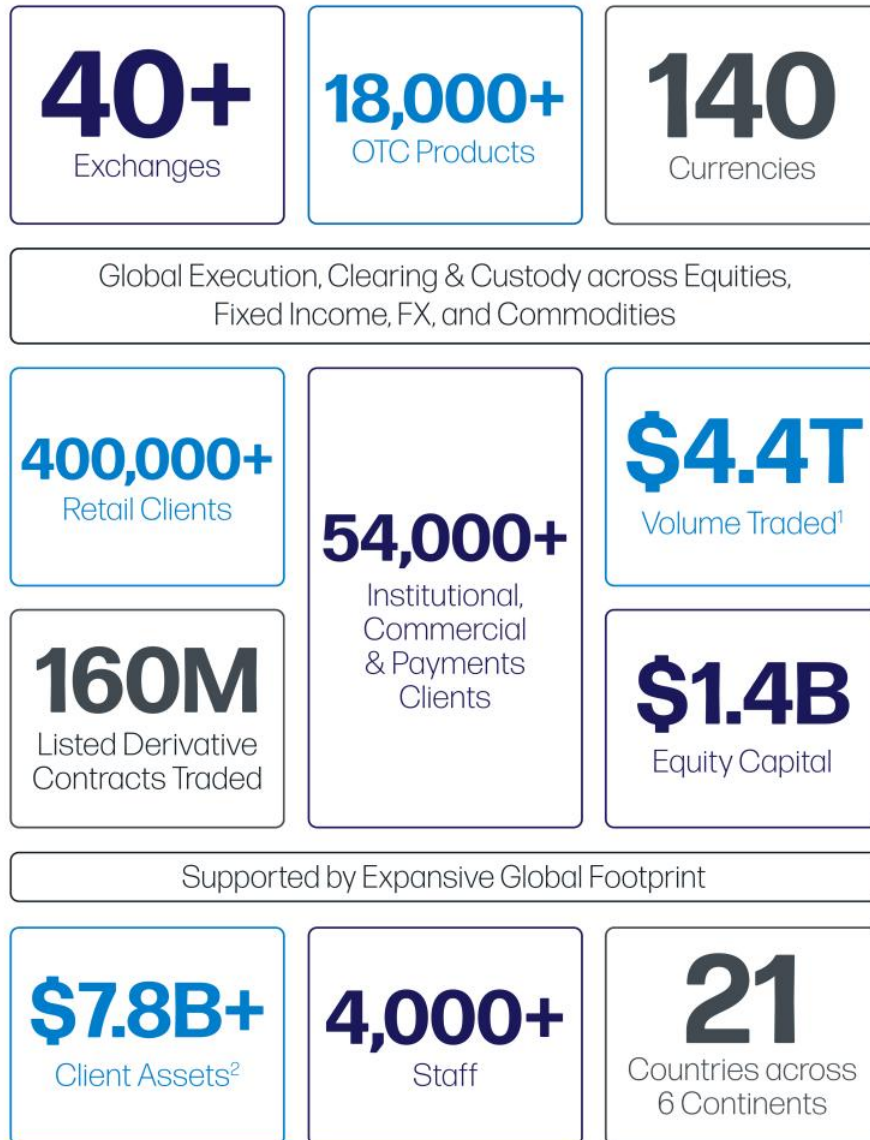 40+
Exchanges
18,000+
OTC Products
140
Currencies
Global Execution, Clearing & Custody across Equities,
Fixed Income, FX, and Commodities
400,000+
Retail Clients
160M
Listed Derivative
Contracts Traded
54,000+
Institutional,
Commercial
& Payments
Clients
$4.4T
Volume Traded¹
$1.4B
Equity Capital
Supported by Expansive Global Footprint
$7.8B+
Client Assets²
4,000+
Staff
21
Countries across
6 Continents